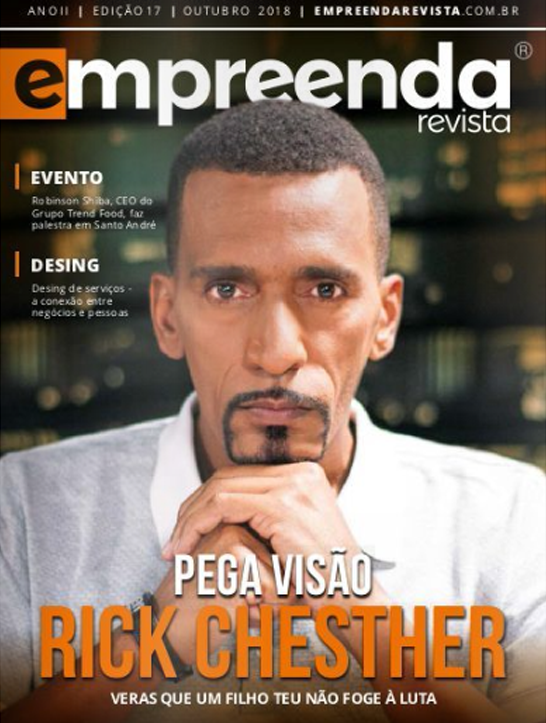 ANO II | EDIÇÃO 17 | OUTUBRO 2018 | EMPREENDAREVISTA.COM.BR
empreenda®
revista
EVENTO
Robinson Shiba, CEO do
Grupo Trend Food, faz
palestra em Santo André
DESING
Desing de serviços -
a conexão entre
negócios e pessoas
PEGA VISÃO
RICK CHESTHER
VERAS QUE UM FILHO TEU NÃO FOGE À LUTA